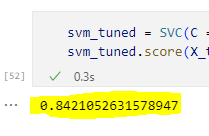 svm_tuned = SVC(C =
svm_tuned.score(X_t
[52]
✓ 0.3s
... 0.8421052631578947